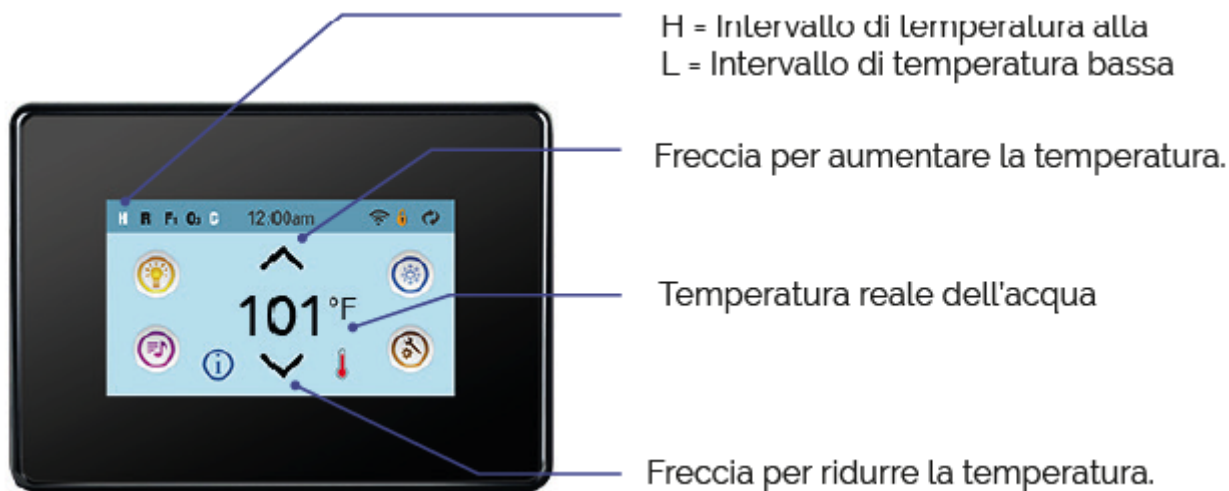 H = Intervallo di temperatura alta
L = Intervallo di temperatura bassa
Freccia per aumentare la temperatura.
H R F1 O3 C 12:00am
101°F
Temperatura reale dell'acqua
Freccia per ridurre la temperatura.